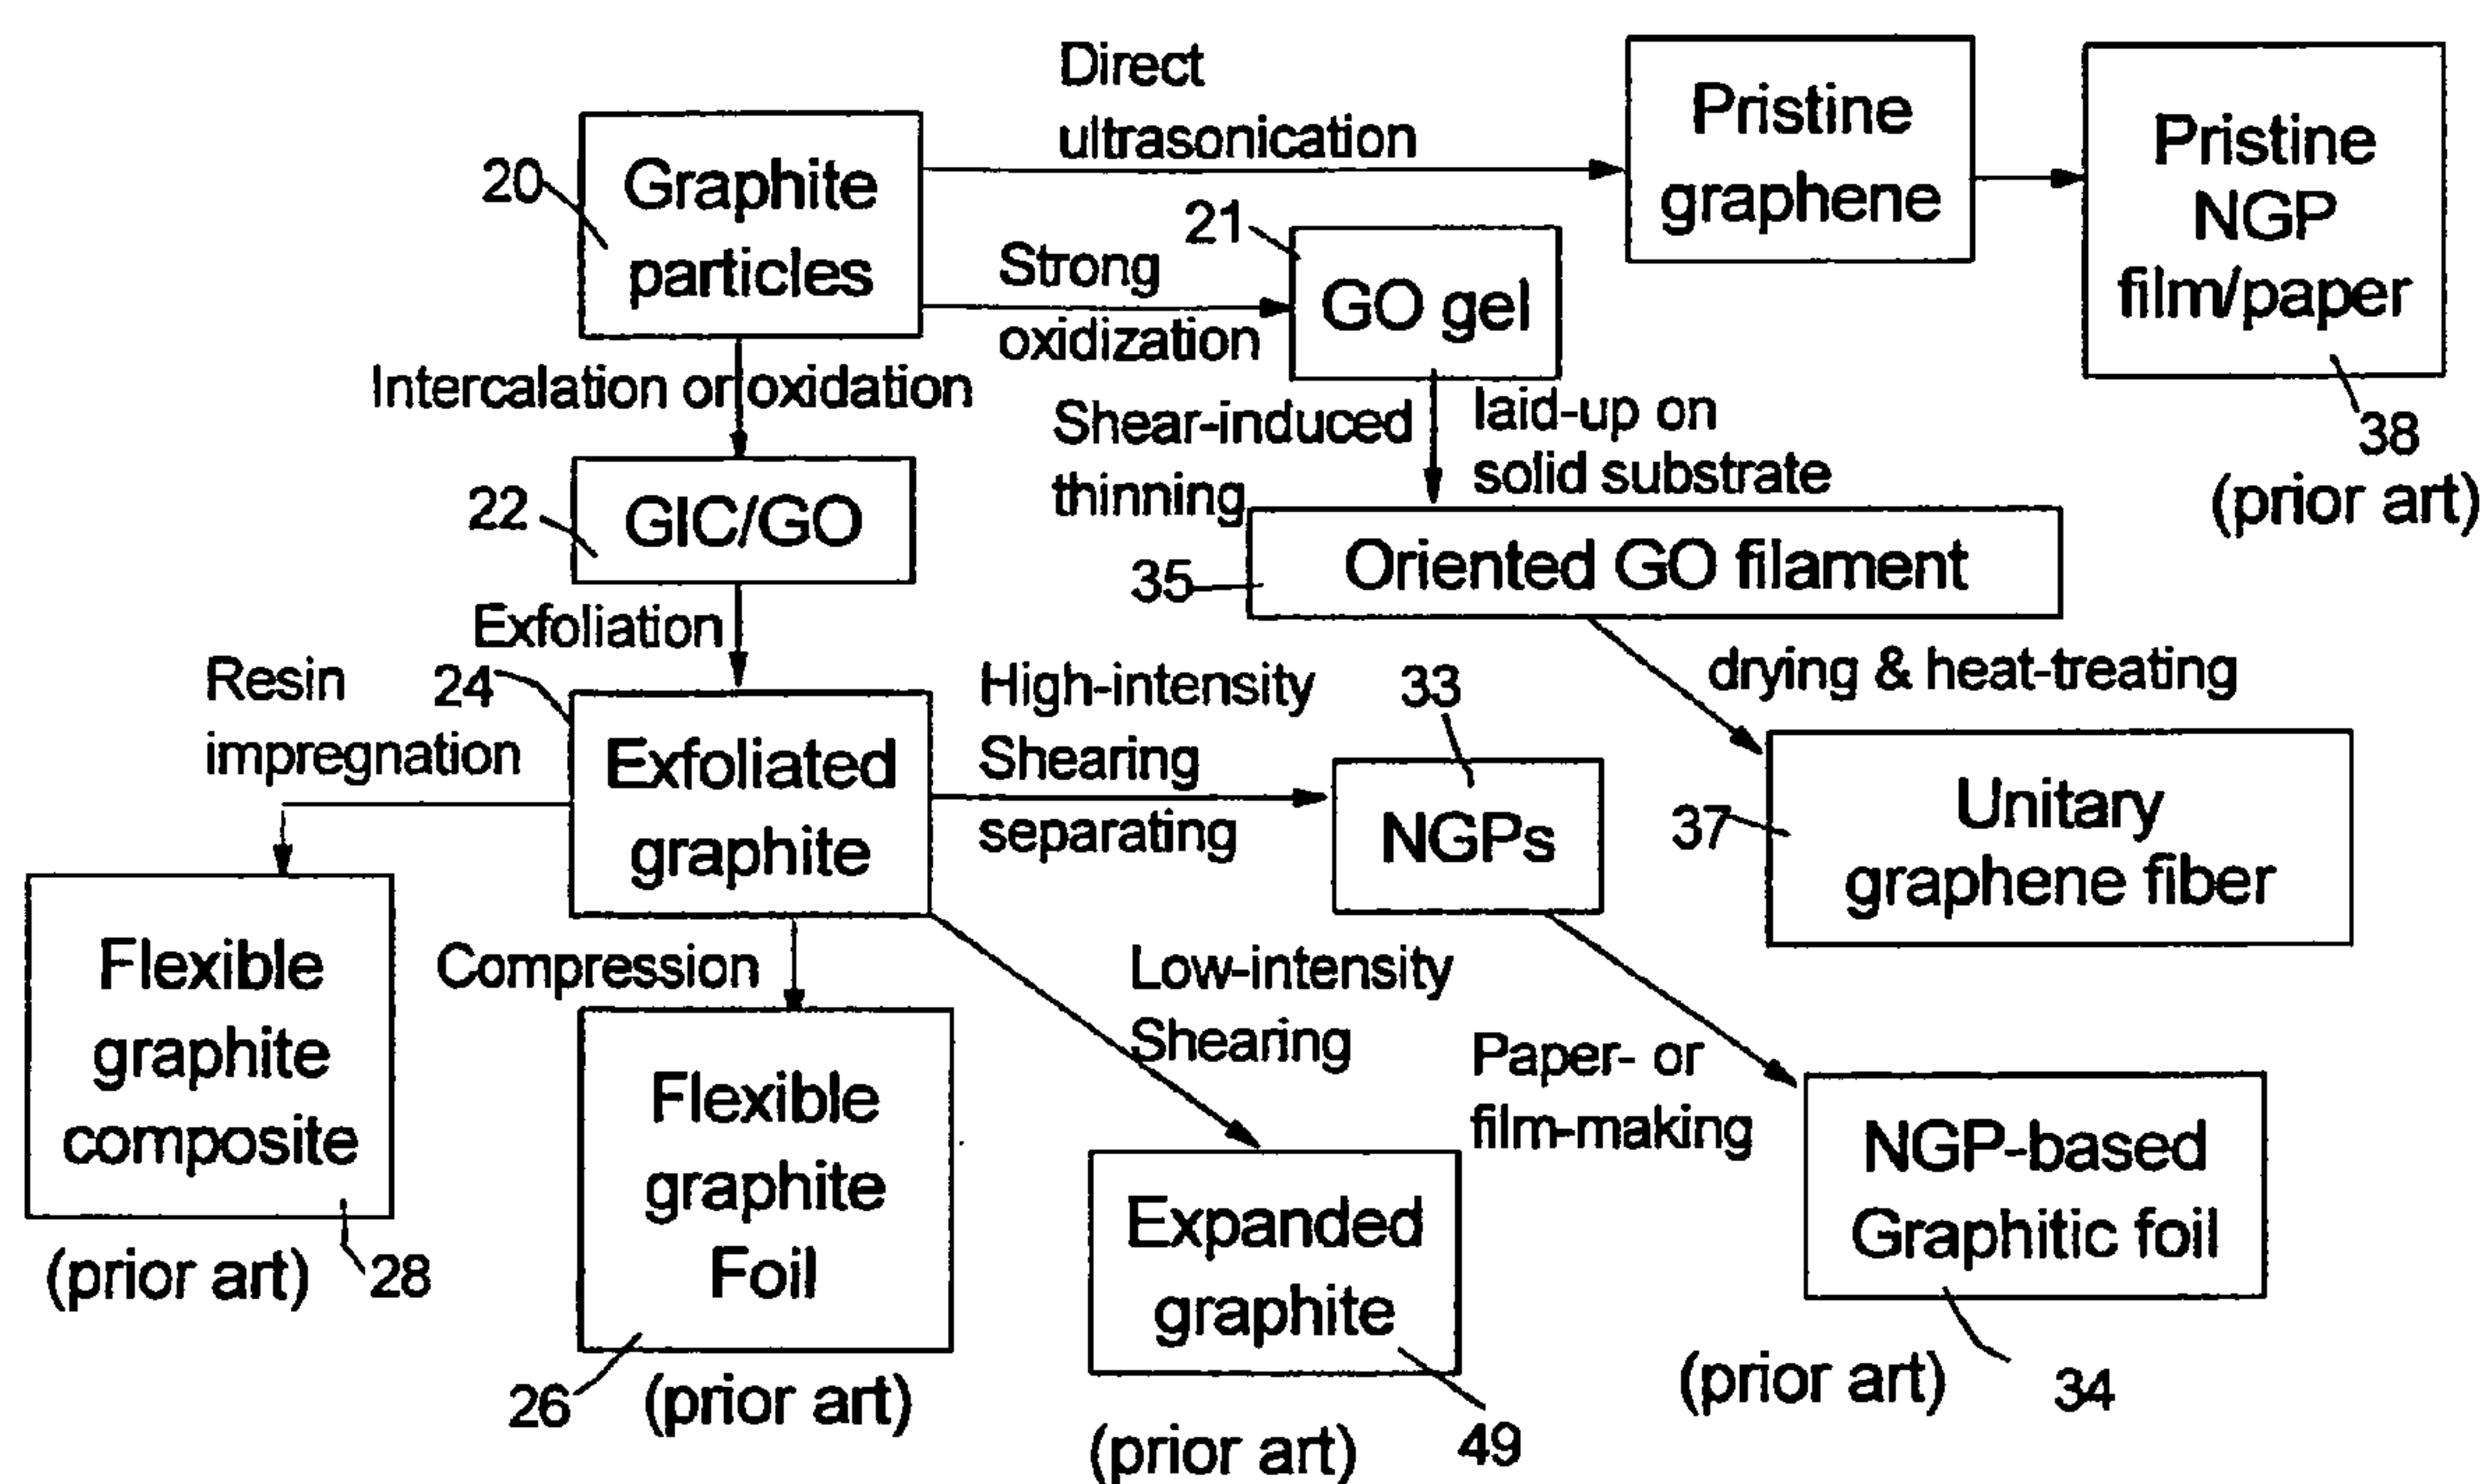 Direct
ultrasonication
Pristine
graphene
Pristine
NGP
film/paper
38
(prior art)
20
Graphite
particles
Strong
oxidization
21
GO gel
Intercalation or oxidation
Shear-induced
thinning
laid-up on
solid substrate
22
GIC/GO
35
Oriented GO filament
Exfoliation
drying & heat-treating
Resin
impregnation
24
Exfoliated
graphite
High-intensity
Shearing
separating
33
NGPs
37
Unitary
graphene fiber
Flexible
graphite
composite
(prior art)
28
Compression
Flexible
graphite
Foil
26
(prior art)
Low-intensity
Shearing
Expanded
graphite
(prior art)
49
Paper- or
film-making
NGP-based
Graphitic foil
(prior art)
34